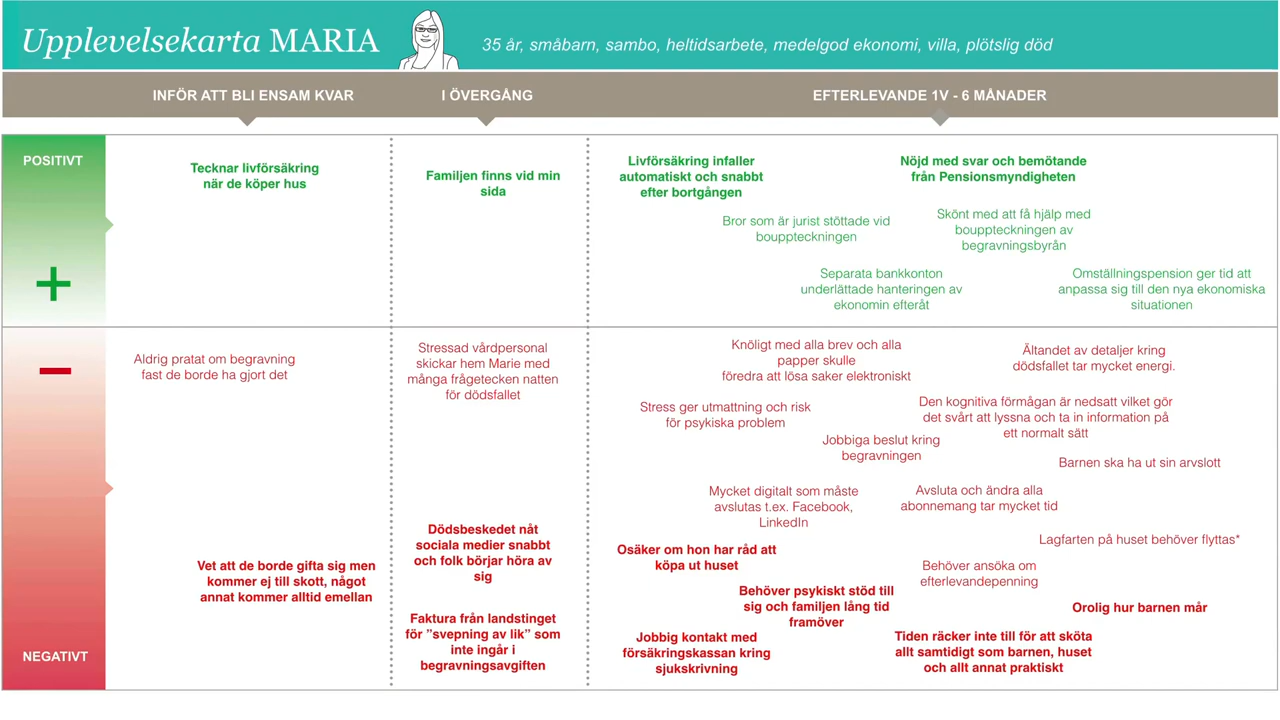 Upplevelsekarta MARIA
35 år, småbarn, sambo, heltidsarbete, medelgod ekonomi, villa, plötslig död
INFÖR ATT BLI ENSAM KVAR
I ÖVERGÅNG
EFTERLEVANDE 1V - 6 MÅNADER
POSITIVT
Tecknar livförsäkring
när de köper hus
Familjen finns vid min
sida
Livförsäkring infaller
automatiskt och snabbt
efter bortgången
Nöjd med svar och bemötande
från Pensionsmyndigheten
Bror som är jurist stöttade vid
bouppteckningen
Skönt med att få hjälp med
bouppteckningen av
begravningsbyrån
+
Separata bankkonton
underlättade hanteringen av
ekonomin efteråt
Omställningspension ger tid att
anpassa sig till den nya ekonomiska
situationen
–
Aldrig pratat om begravning
fast de borde ha gjort det
Stressad vårdpersonal
skickar hem Marie med
många frågetecken natten
för dödsfallet
Knöligt med alla brev och alla
papper skulle
föredra att lösa saker elektroniskt
Ältandet av detaljer kring
dödsfallet tar mycket energi.
Stress ger utmattning och risk
för psykiska problem
Den kognitiva förmågan är nedsatt vilket gör
det svårt att lyssna och ta in information på
ett normalt sätt
Jobbiga beslut kring
begravningen
Barnen ska ha ut sin arvslott
Mycket digitalt som måste
avslutas t.ex. Facebook,
LinkedIn
Avsluta och ändra alla
abonnemang tar mycket tid
Dödsbeskedet nåt
sociala medier snabbt
och folk börjar höra av
sig
Lagfarten på huset behöver flyttas*
Osäker om hon har råd att
köpa ut huset
Vet att de borde gifta sig men
kommer ej till skott, något
annat kommer alltid emellan
Behöver ansöka om
efterlevandepenning
Behöver psykiskt stöd till
sig och familjen lång tid
framöver
Orolig hur barnen mår
Faktura från landstinget
för ”svepning av lik” som
inte ingår i
begravningsavgiften
Jobbig kontakt med
försäkringskassan kring
sjukskrivning
Tiden räcker inte till för att sköta
allt samtidigt som barnen, huset
och allt annat praktiskt
NEGATIVT